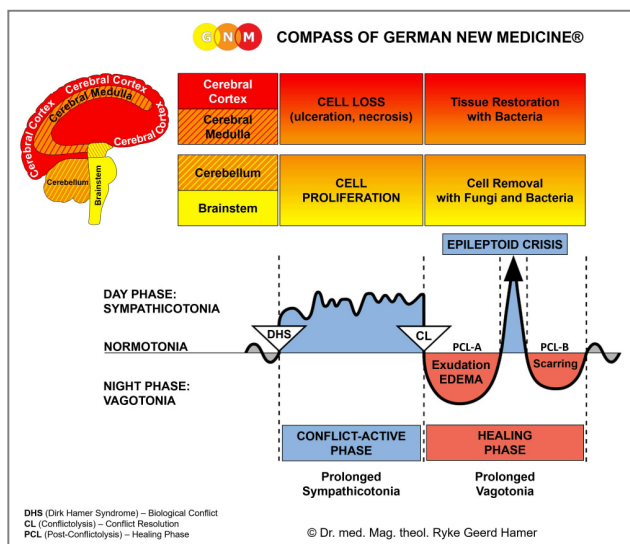 G N M COMPASS OF GERMAN NEW MEDICINE®
Cerebral Cortex
Cerebral Medulla
Cerebral Cortex
Cerebral Cortex
Cerebral Cortex
Cerebellum
Brainstem
Cerebral
Cortex
Cerebral
Medulla
CELL LOSS
(ulceration, necrosis)
Tissue Restoration
with Bacteria
Cerebellum
Brainstem
CELL
PROLIFERATION
Cell Removal
with Fungi and Bacteria
EPILEPTOID CRISIS
DAY PHASE:
SYMPATHICOTONIA
DHS
CL
NORMOTONIA
PCL-A
PCL-B
Exudation
EDEMA
Scarring
NIGHT PHASE:
VAGOTONIA
CONFLICT-ACTIVE
PHASE
HEALING
PHASE
Prolonged
Sympathicotonia
Prolonged
Vagotonia
DHS (Dirk Hamer Syndrome) – Biological Conflict
CL (Conflictolysis) – Conflict Resolution
PCL (Post-Conflictolysis) – Healing Phase
© Dr. med. Mag. theol. Ryke Geerd Hamer